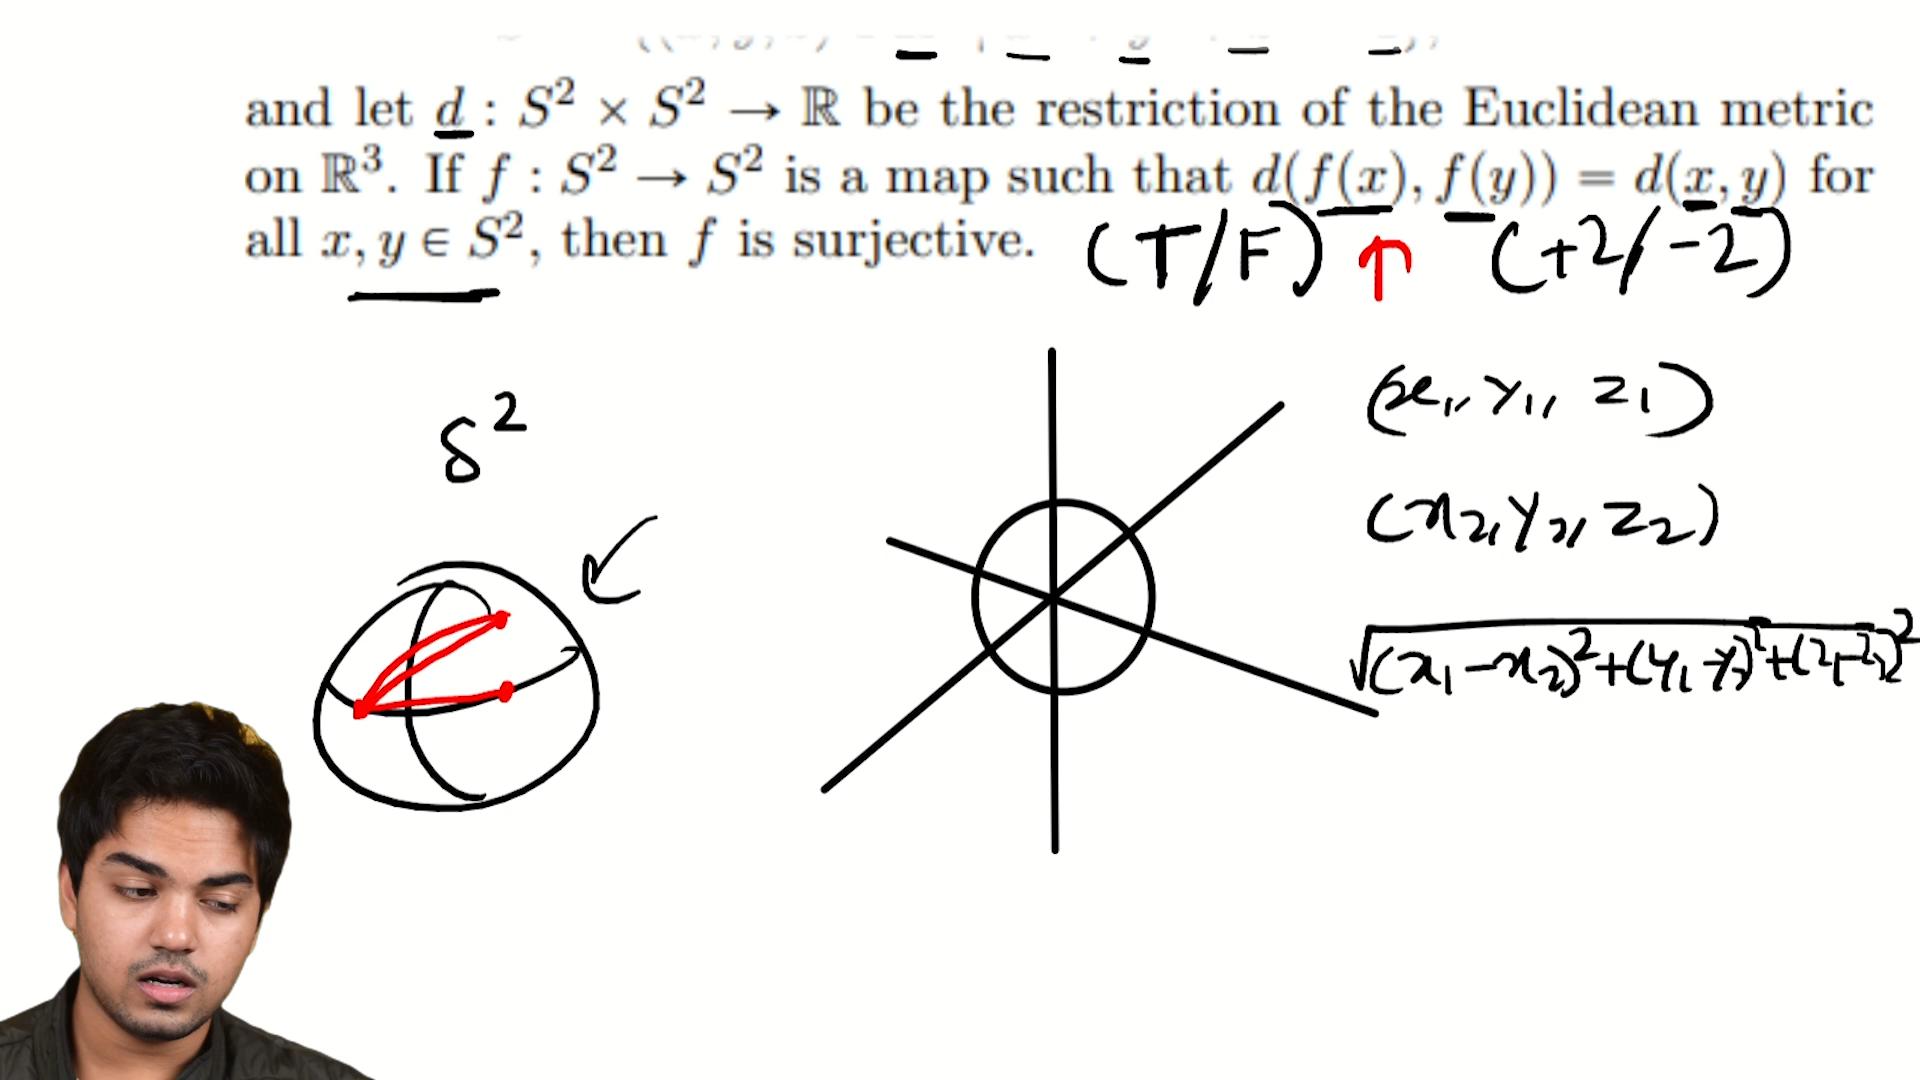 and let d : S² × S² → ℝ be the restriction of the Euclidean metric
on ℝ³. If f : S² → S² is a map such that d(f(x), f(y)) = d(x, y) for
all x, y ∈ S², then f is surjective. (T/F) ↑ (+2/-2)
(x₁, y₁, z₁)
S²
(x₂, y₂, z₂)
√(x₁-x₂)²+(y₁-y₂)²+(z₁-z₂)²